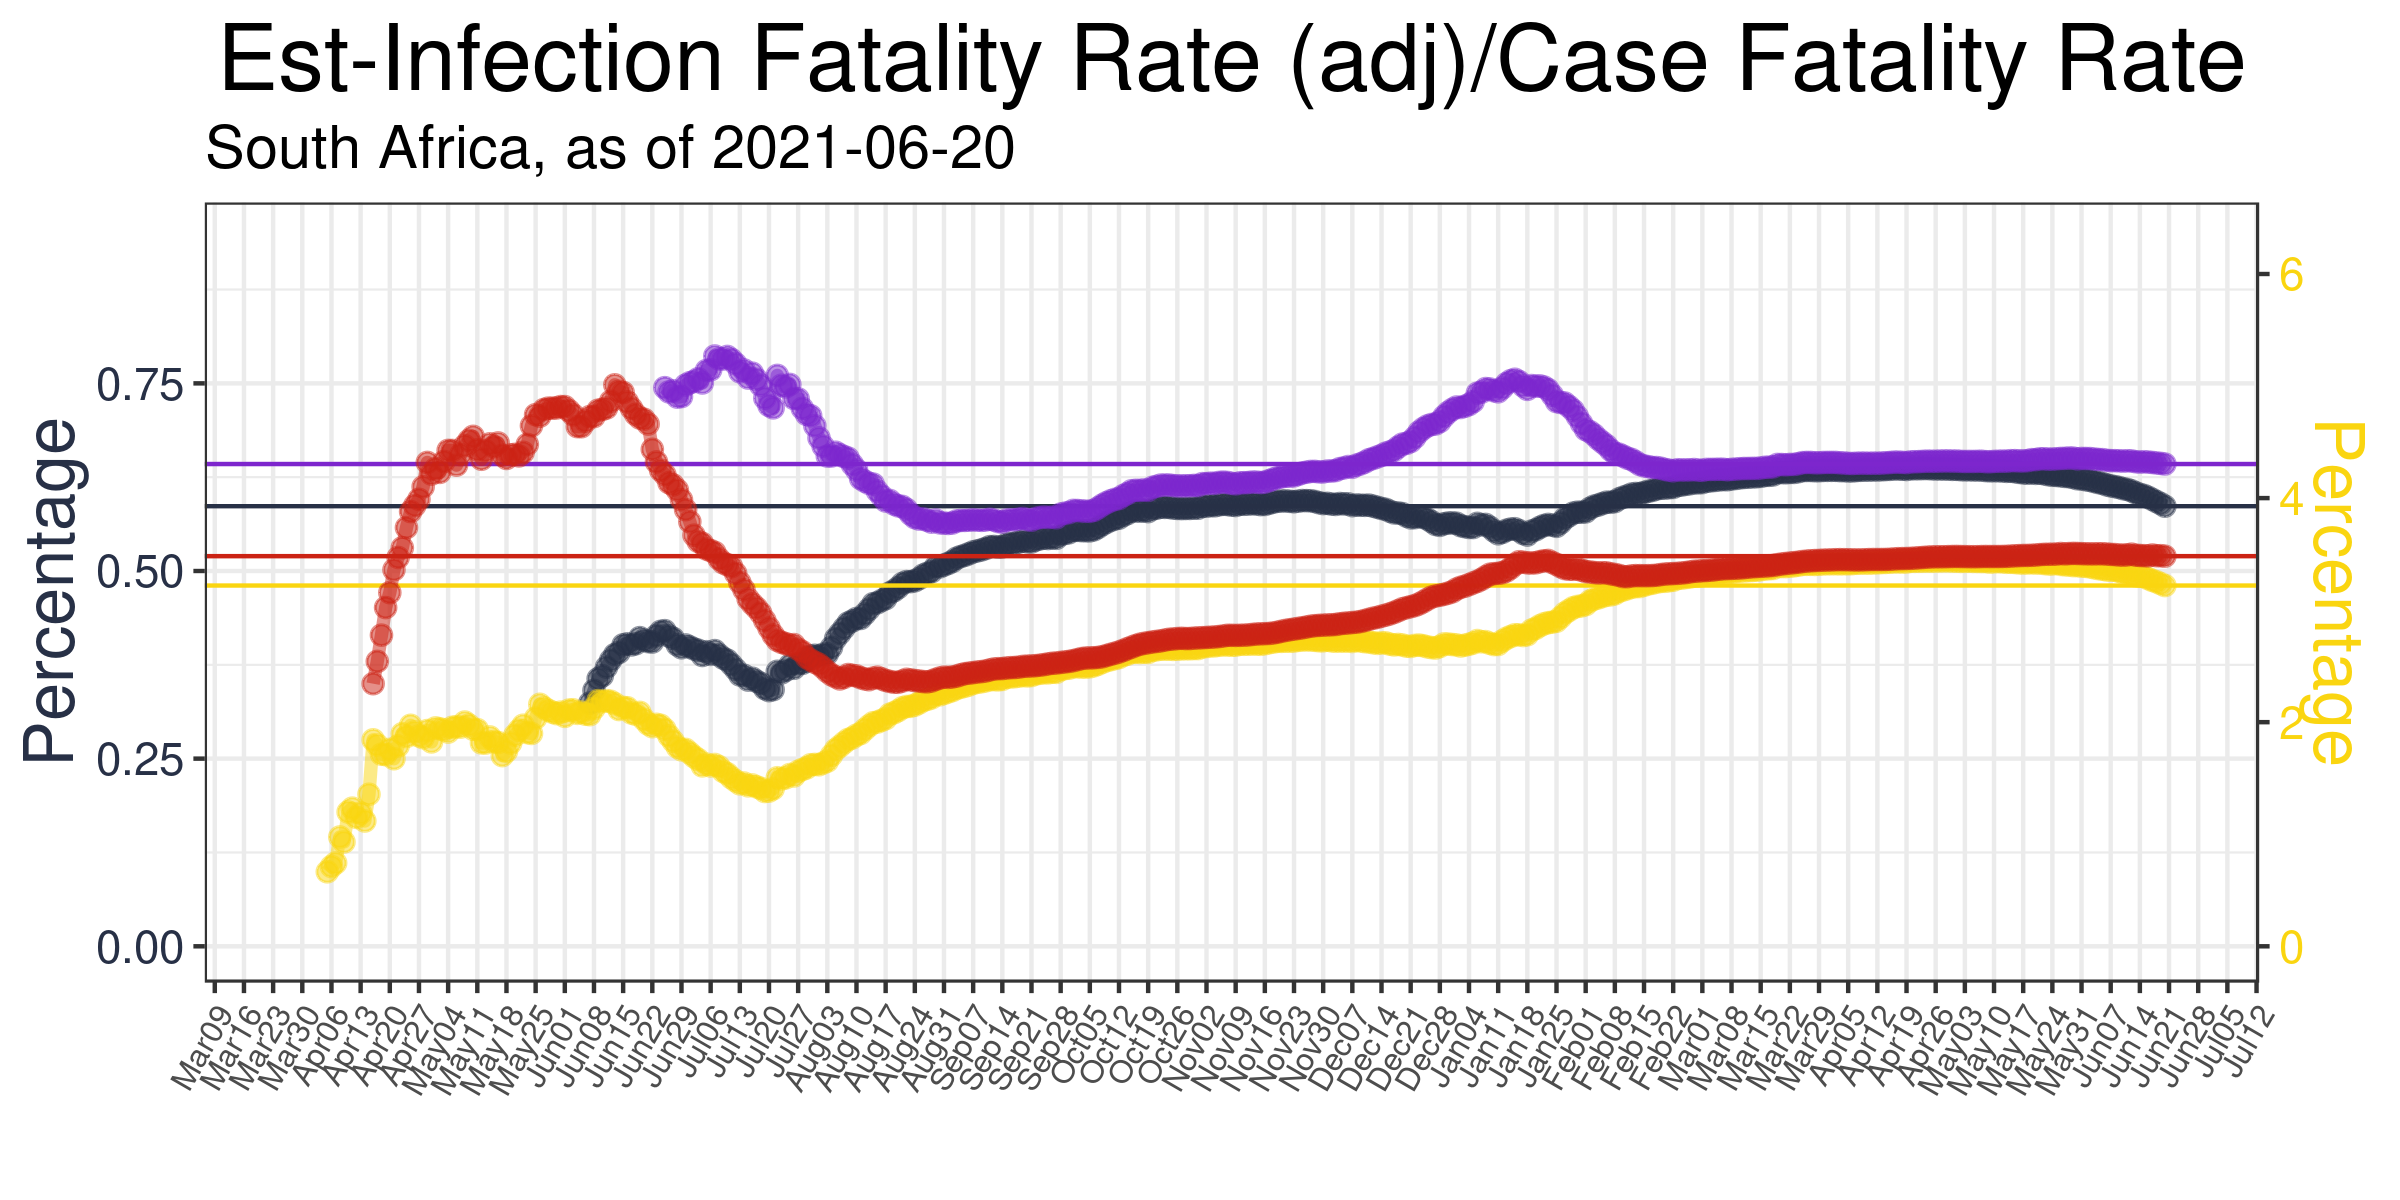 Est-Infection Fatality Rate (adj)/Case Fatality Rate
South Africa, as of 2021-06-20
Percentage
0.75
0.50
0.25
0.00
6
4
2
0
Percentage
Mar09
Mar16
Mar23
Mar30
Apr06
Apr13
Apr20
Apr27
May04
May11
May18
May25
Jun01
Jun08
Jun15
Jun22
Jun29
Jul06
Jul13
Jul20
Jul27
Aug03
Aug10
Aug17
Aug24
Aug31
Sep07
Sep14
Sep21
Sep28
Oct05
Oct12
Oct19
Oct26
Nov02
Nov09
Nov16
Nov23
Nov30
Dec07
Dec14
Dec21
Dec28
Jan04
Jan11
Jan18
Jan25
Feb01
Feb08
Feb15
Feb22
Mar01
Mar08
Mar15
Mar22
Mar29
Apr05
Apr12
Apr19
Apr26
May03
May10
May17
May24
May31
Jun07
Jun14
Jun21
Jun28
Jul05
Jul12